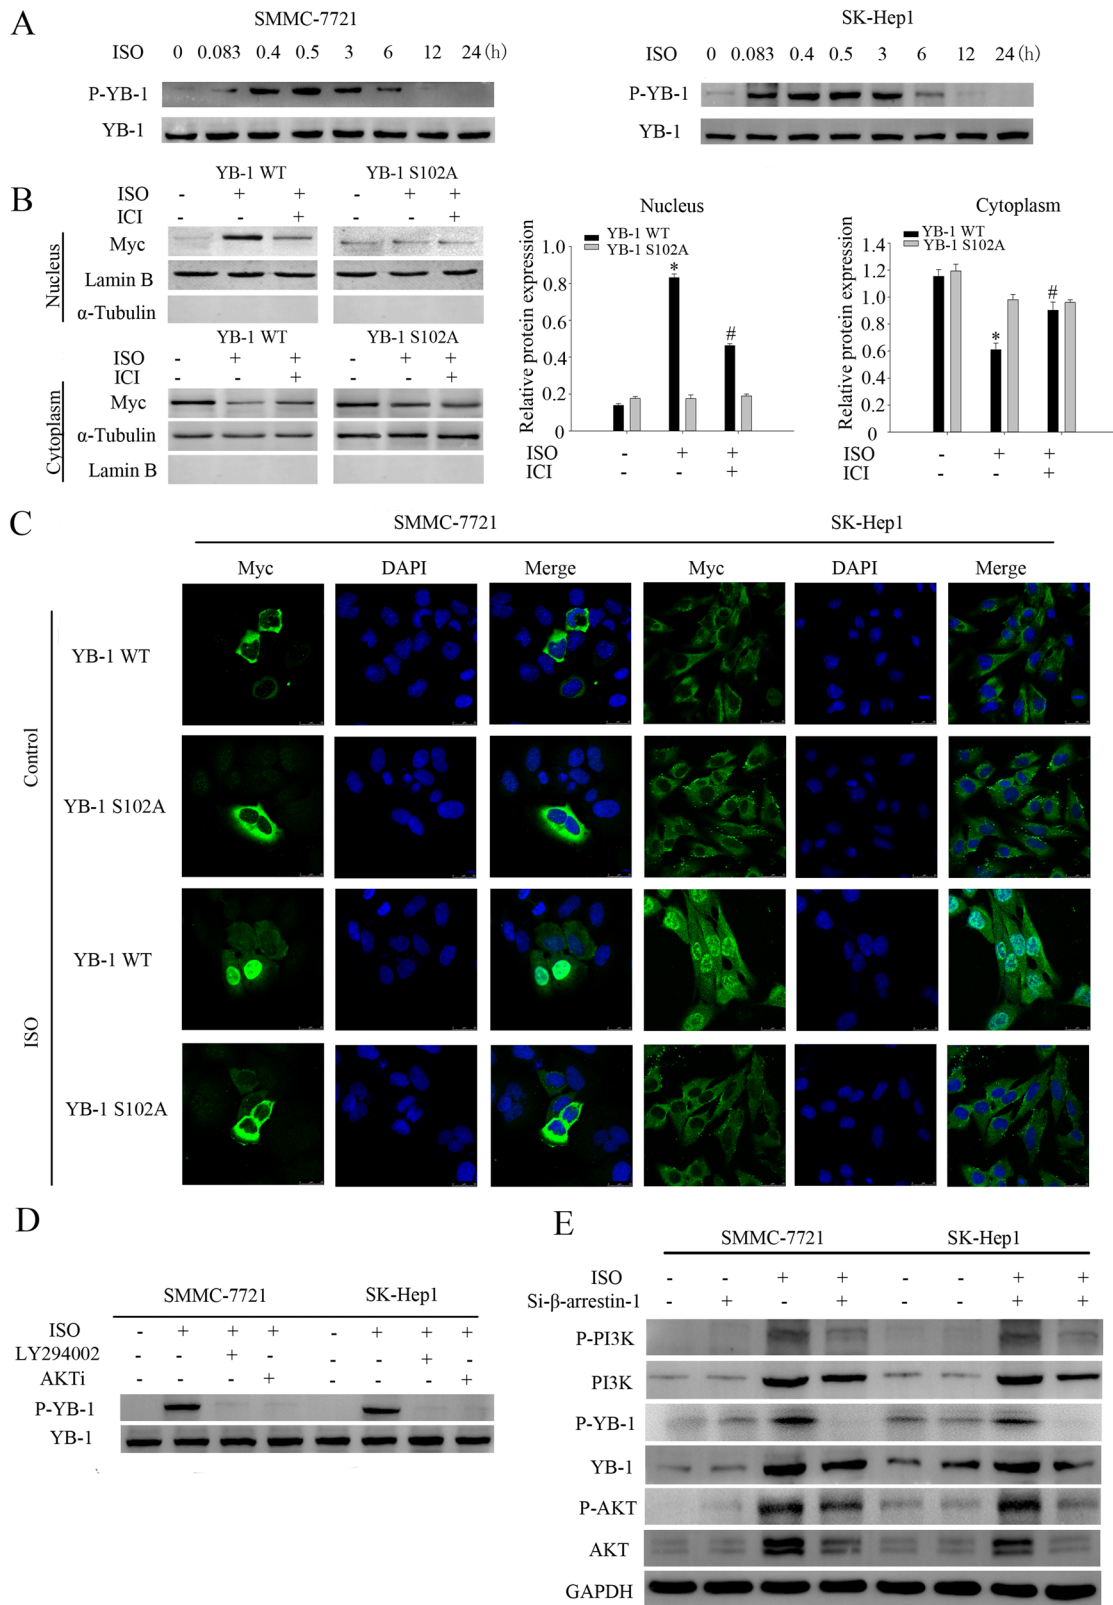 A
SMMC-7721
ISO 0 0.083 0.4 0.5 3 6 12 24(h)
P-YB-1
YB-1
SK-Hep1
ISO 0 0.083 0.4 0.5 3 6 12 24(h)
P-YB-1
YB-1
B
YB-1 WT YB-1 S102A
ISO - + + - + +
ICI - - + - - +
Nucleus
Myc
Lamin B
α-Tubulin
YB-1 WT YB-1 S102A
ISO - + + - + +
ICI - - + - - +
Cytoplasm
Myc
α-Tubulin
Lamin B
Nucleus
YB-1 WT
YB-1 S102A
Relative protein expression
1.0
0.8
0.6
0.4
0.2
0
*
#
ISO - + +
ICI - - +
Cytoplasm
YB-1 WT
YB-1 S102A
Relative protein expression
1.4
1.2
1.0
0.8
0.6
0.4
0.2
0
*
#
ISO - + +
ICI - - +
C
SMMC-7721 SK-Hep1
Myc DAPI Merge Myc DAPI Merge
Control
YB-1 WT
YB-1 S102A
ISO
YB-1 WT
YB-1 S102A
D
SMMC-7721 SK-Hep1
ISO - + + + - + + +
LY294002 - - + - - - + -
AKTi - - - + - - - +
P-YB-1
YB-1
E
SMMC-7721 SK-Hep1
ISO - - + + - - + +
Si-β-arrestin-1 - + - + - - + +
P-PI3K
PI3K
P-YB-1
YB-1
P-AKT
AKT
GAPDH